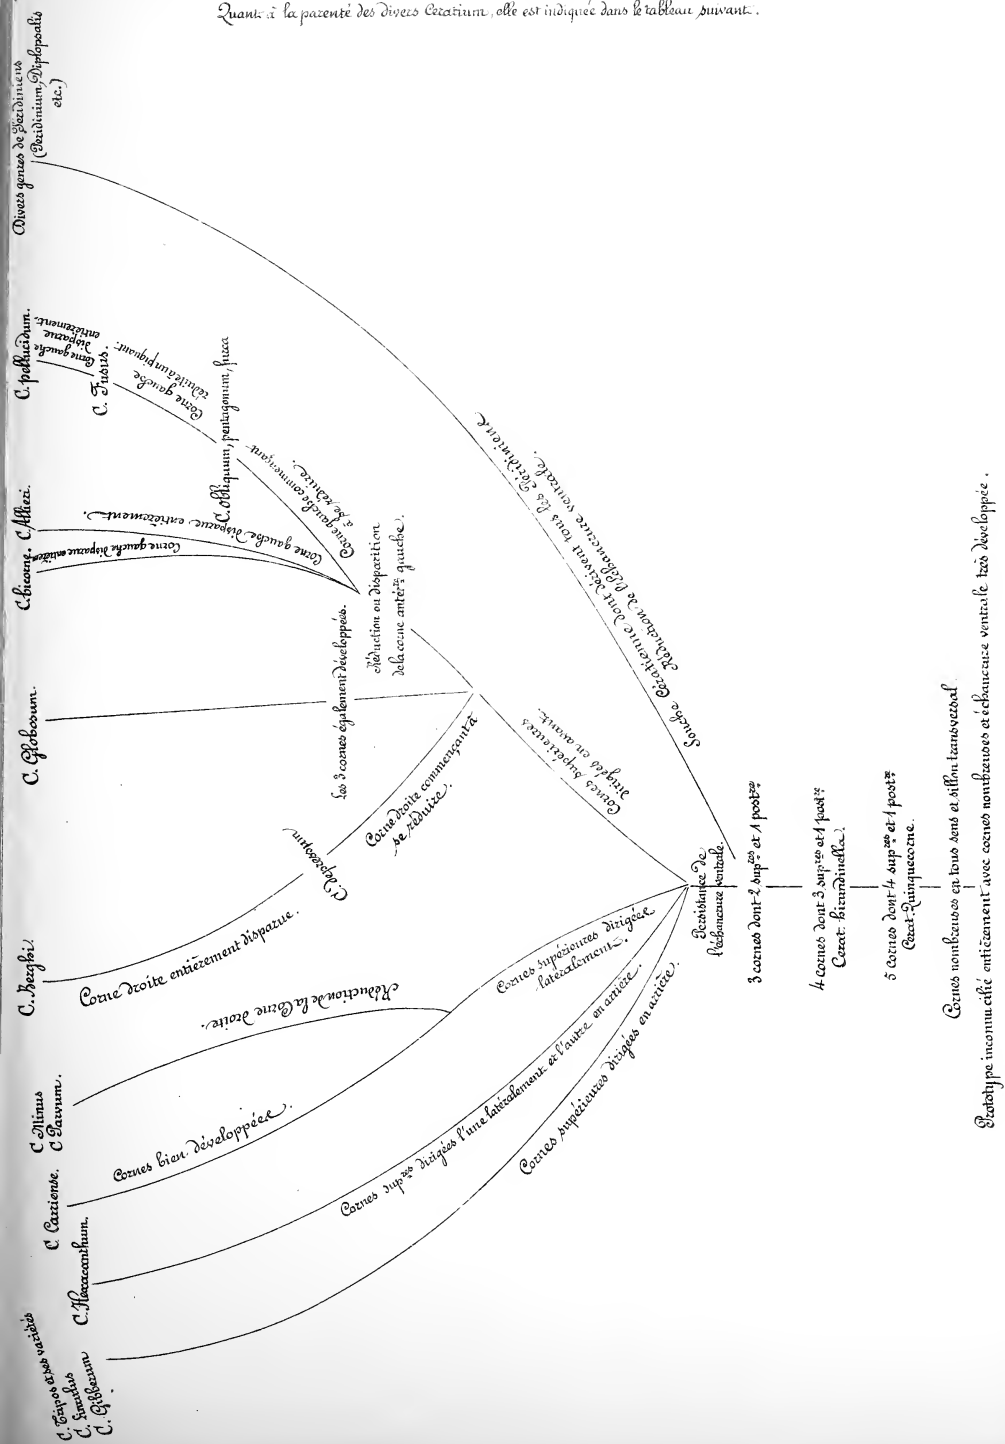 Quant à la parenté des divers Ceratium, elle est indiquée dans le tableau suivant.
Divers genres de Péridiniens
(Peridinium, Diplopsalis
etc.)
C. pellucidum.
Corne gauche
disparue
entièrement.
C. Fusus.
Corne gauche
réduite à un piquant.
C. obliquum, pentagonum, furca
Corne gauche commençant
à se réduire.
C. Allieri.
Corne gauche disparue entièrement.
C. bicorne.
Corne gauche disparue
Réduction ou disparition
de la corne antére gauche.
C. Globosum.
Les 3 cornes également développées.
C. Berghi
Corne droite entièrement disparue.
C. depressum
Corne droite commençant à
se réduire.
Cornes supérieures
dirigées en avant.
Souche Cératienne dont dérivent tous les Péridiniens
Réduction de l'échancrure ventrale.
C. Minus
C. Parvum.
Réduction de la Corne droite.
C. Carriense.
Cornes bien développées.
Cornes supérieures dirigées
latéralement.
C. Hexacanthum.
Cornes supres dirigées l'une latéralement et l'autre en arrière.
C. Tripos et ses variétés
C.
C. Gibberum
Cornes supérieures dirigées en arrière.
Persistance de
l'échancrure ventrale.
3 cornes dont 2 supres et 1 postre
4 cornes dont 3 supres et 1 postre
Cerat. hirundinella.
5 cornes dont 4 supres et 1 postre
Cerat. Quinquecorne.
Cornes nombreuses en tous sens et sillon transversal
Prototype inconnu cilié entièrement avec cornes nombreuses et échancrure ventrale très développée.